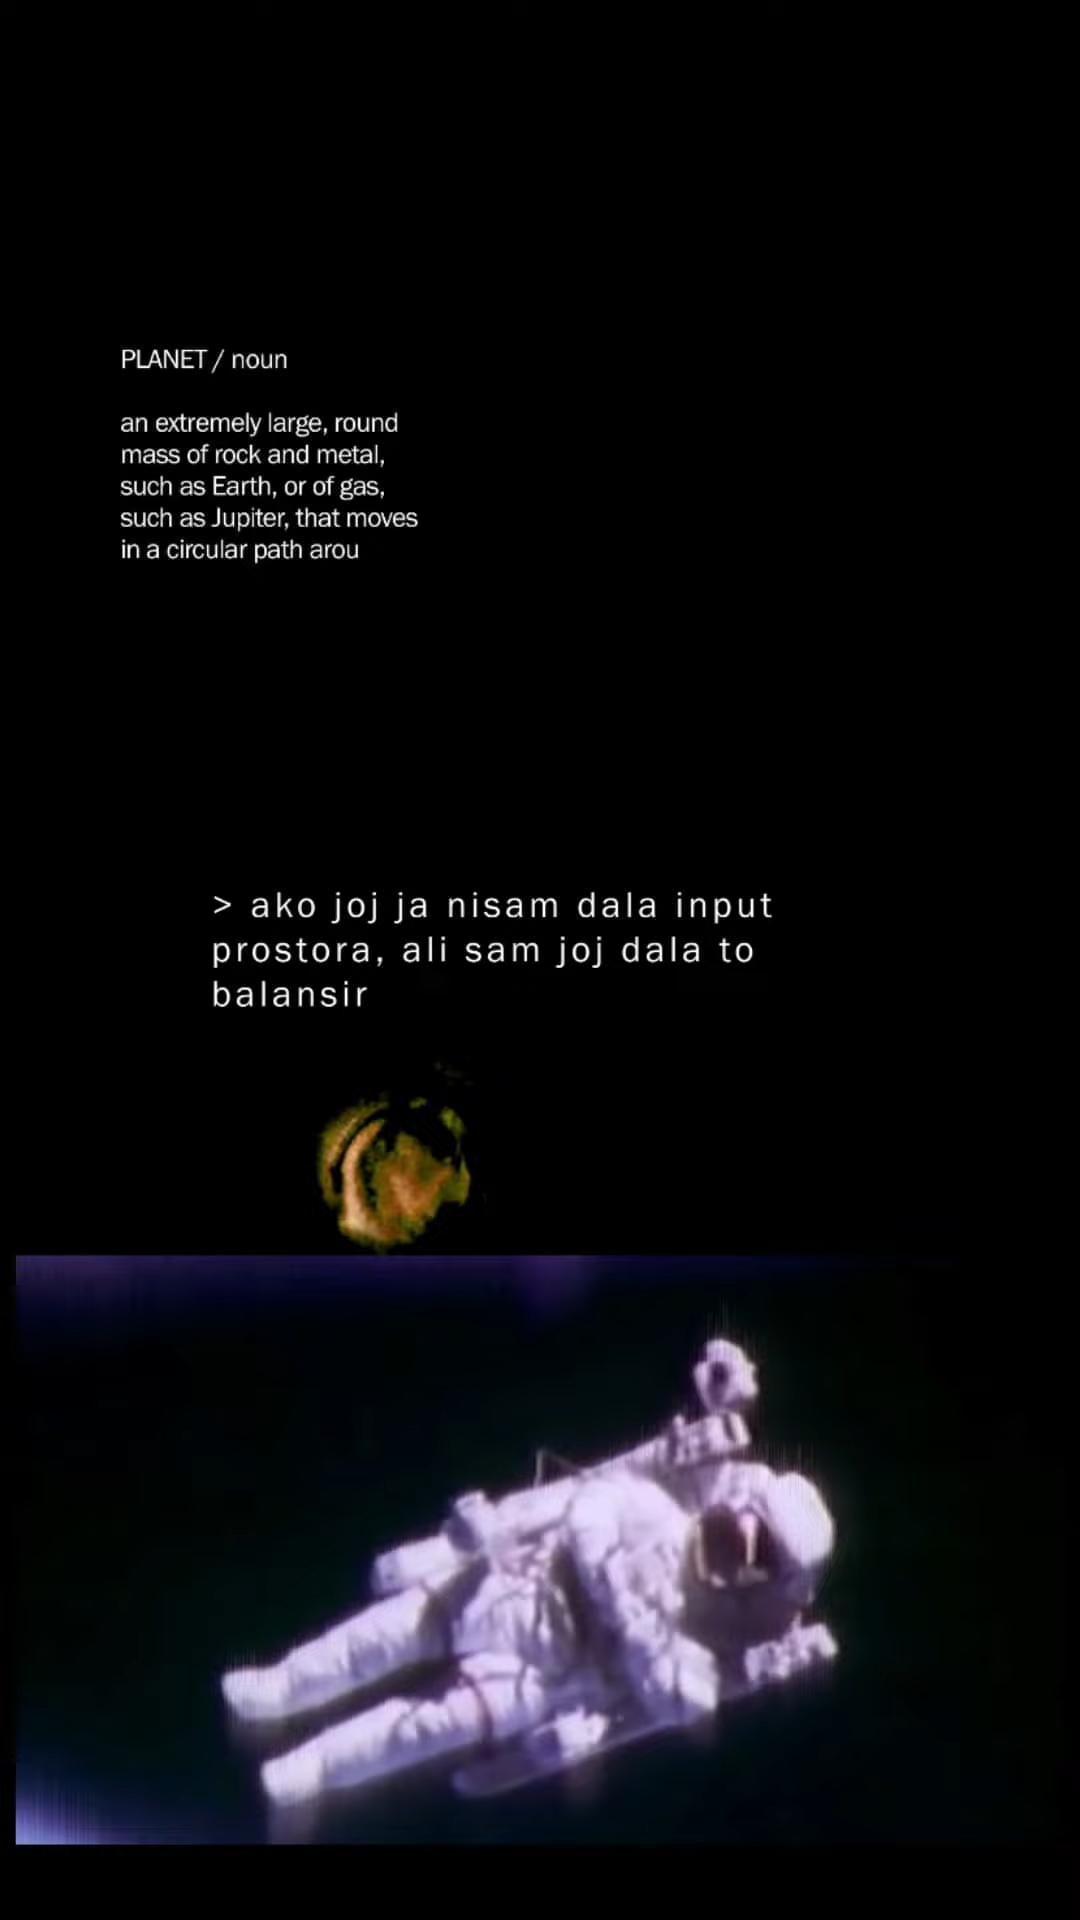 PLANET / noun
an extremely large, round
mass of rock and metal,
such as Earth, or of gas,
such as Jupiter, that moves
in a circular path arou
> ako joj ja nisam dala input
prostora, ali sam joj dala to
balansir